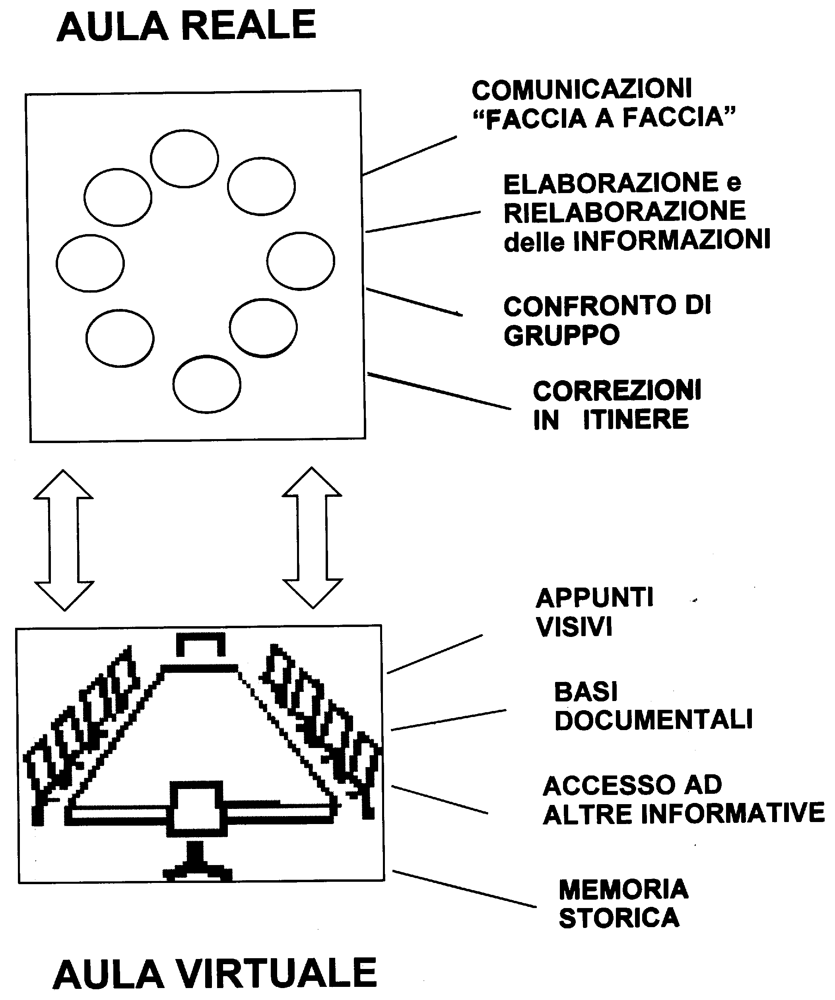 AULA REALE
COMUNICAZIONI
“FACCIA A FACCIA”
ELABORAZIONE e
RIELABORAZIONE
delle INFORMAZIONI
CONFRONTO DI
GRUPPO
CORREZIONI
IN ITINERE
APPUNTI
VISIVI
BASI
DOCUMENTALI
ACCESSO AD
ALTRE INFORMATIVE
MEMORIA
STORICA
AULA VIRTUALE